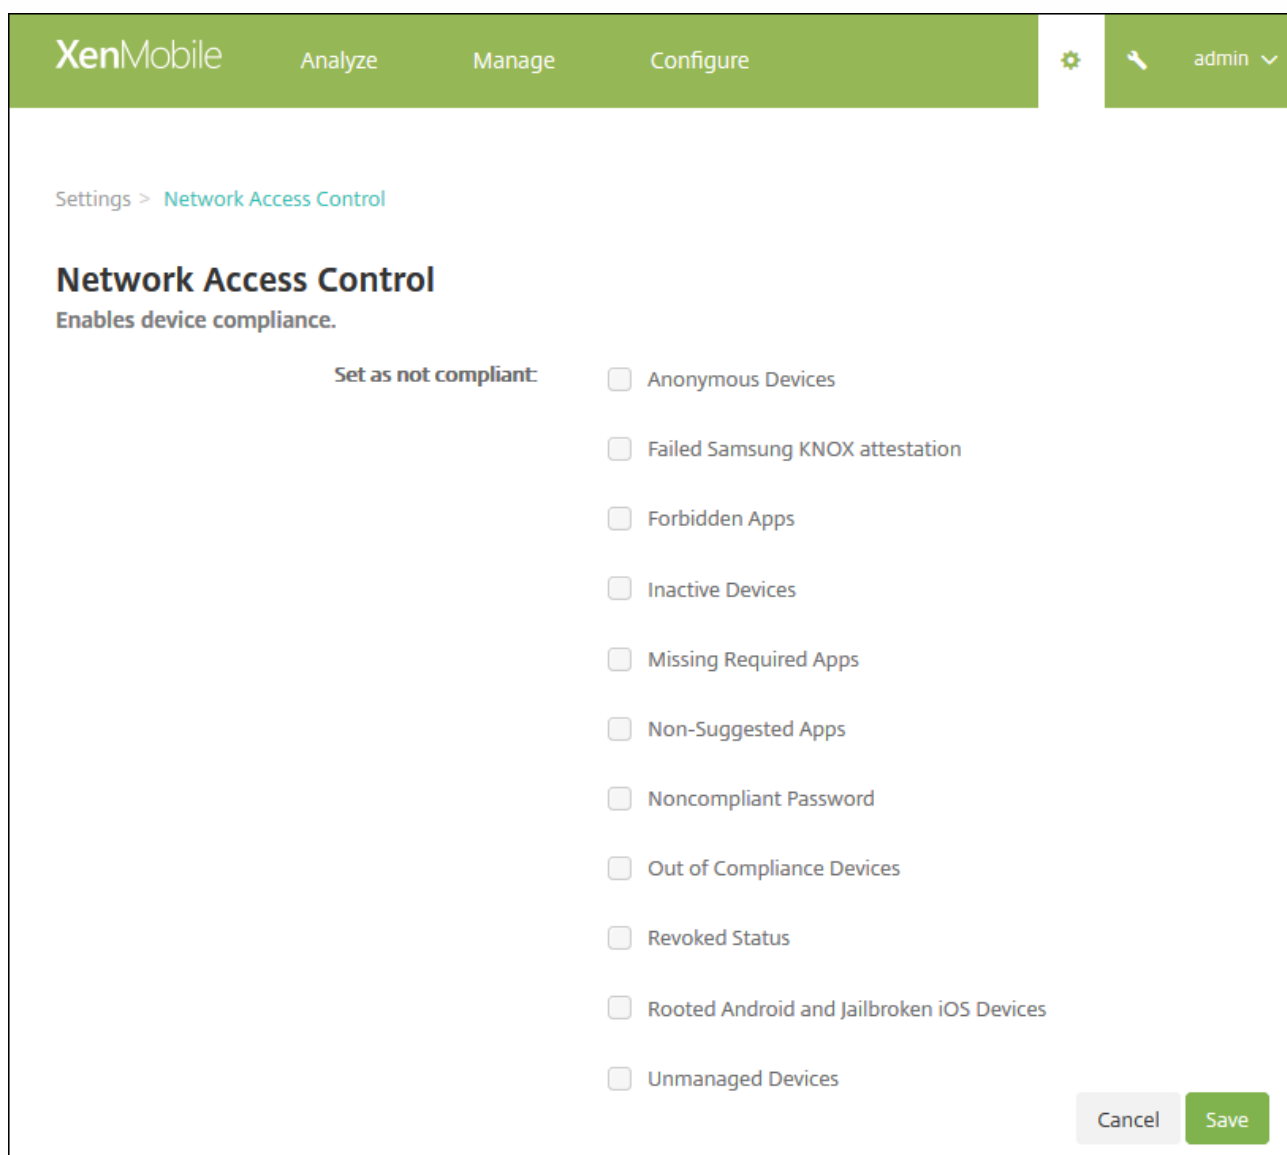 XenMobile Analyze Manage Configure admin
Settings > Network Access Control
Network Access Control
Enables device compliance.
Set as not compliant: Anonymous Devices
Failed Samsung KNOX attestation
Forbidden Apps
Inactive Devices
Missing Required Apps
Non-Suggested Apps
Noncompliant Password
Out of Compliance Devices
Revoked Status
Rooted Android and Jailbroken iOS Devices
Unmanaged Devices
Cancel Save